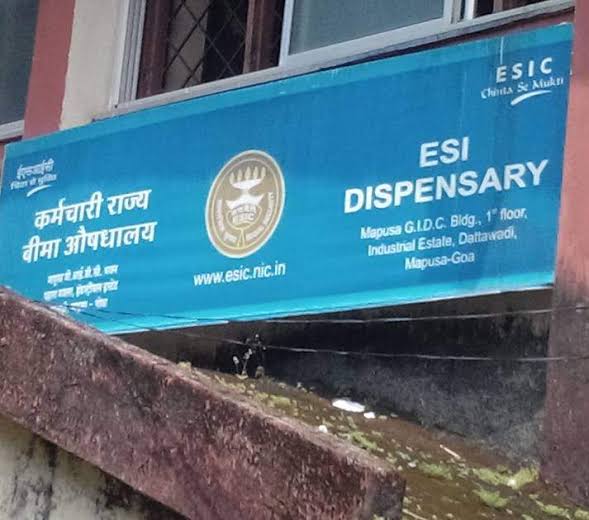 ईएसआईसी
चिंता से मुक्ति
कर्मचारी राज्य
बीमा औषधालय
www.esic.nic.in
ESIC
Chinta Se Mukti
ESI
DISPENSARY
Mapusa G.I.D.C. Bldg., 1st floor,
Industrial Estate, Dattawadi,
Mapusa-Goa